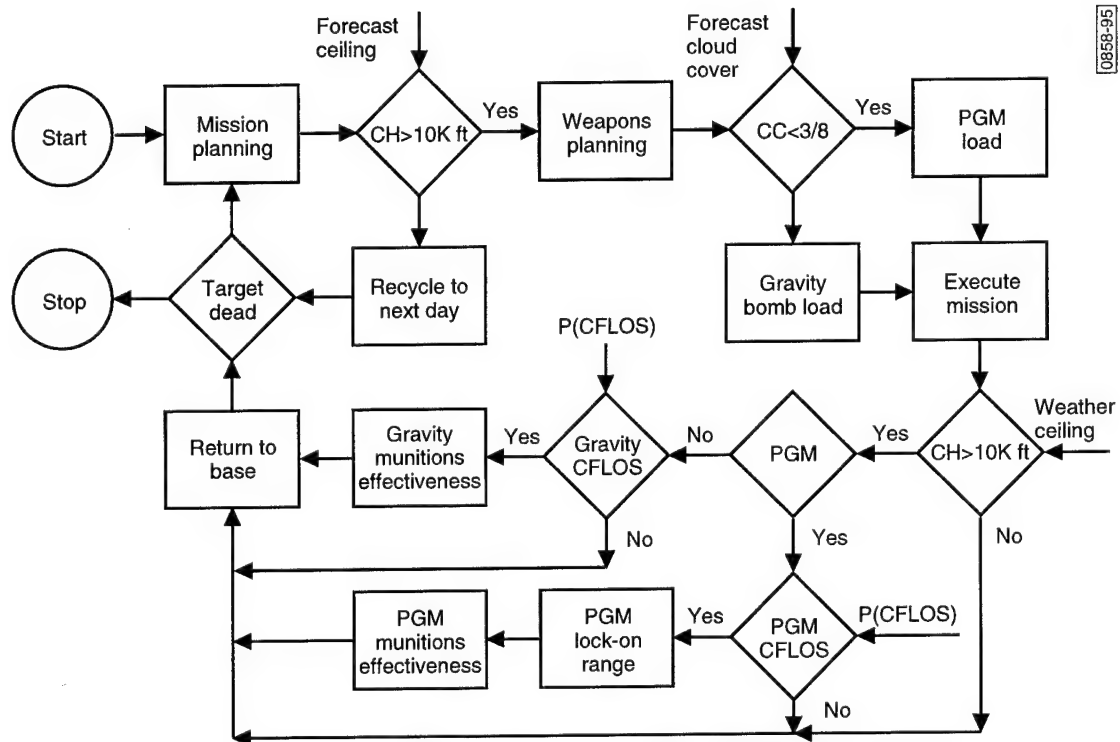 0858-95
Forecast
ceiling
Forecast
cloud
cover
Start
Mission
planning
CH>10K ft
Yes
Weapons
planning
CC<3/8
Yes
PGM
load
Stop
Target
dead
Recycle to
next day
Gravity
bomb load
Execute
mission
P(CFLOS)
Weather
ceiling
Return to
base
Gravity
munitions
effectiveness
Yes
Gravity
CFLOS
No
PGM
Yes
CH>10K ft
No
Yes
No
PGM
munitions
effectiveness
PGM
lock-on
range
Yes
PGM
CFLOS
P(CFLOS)
No